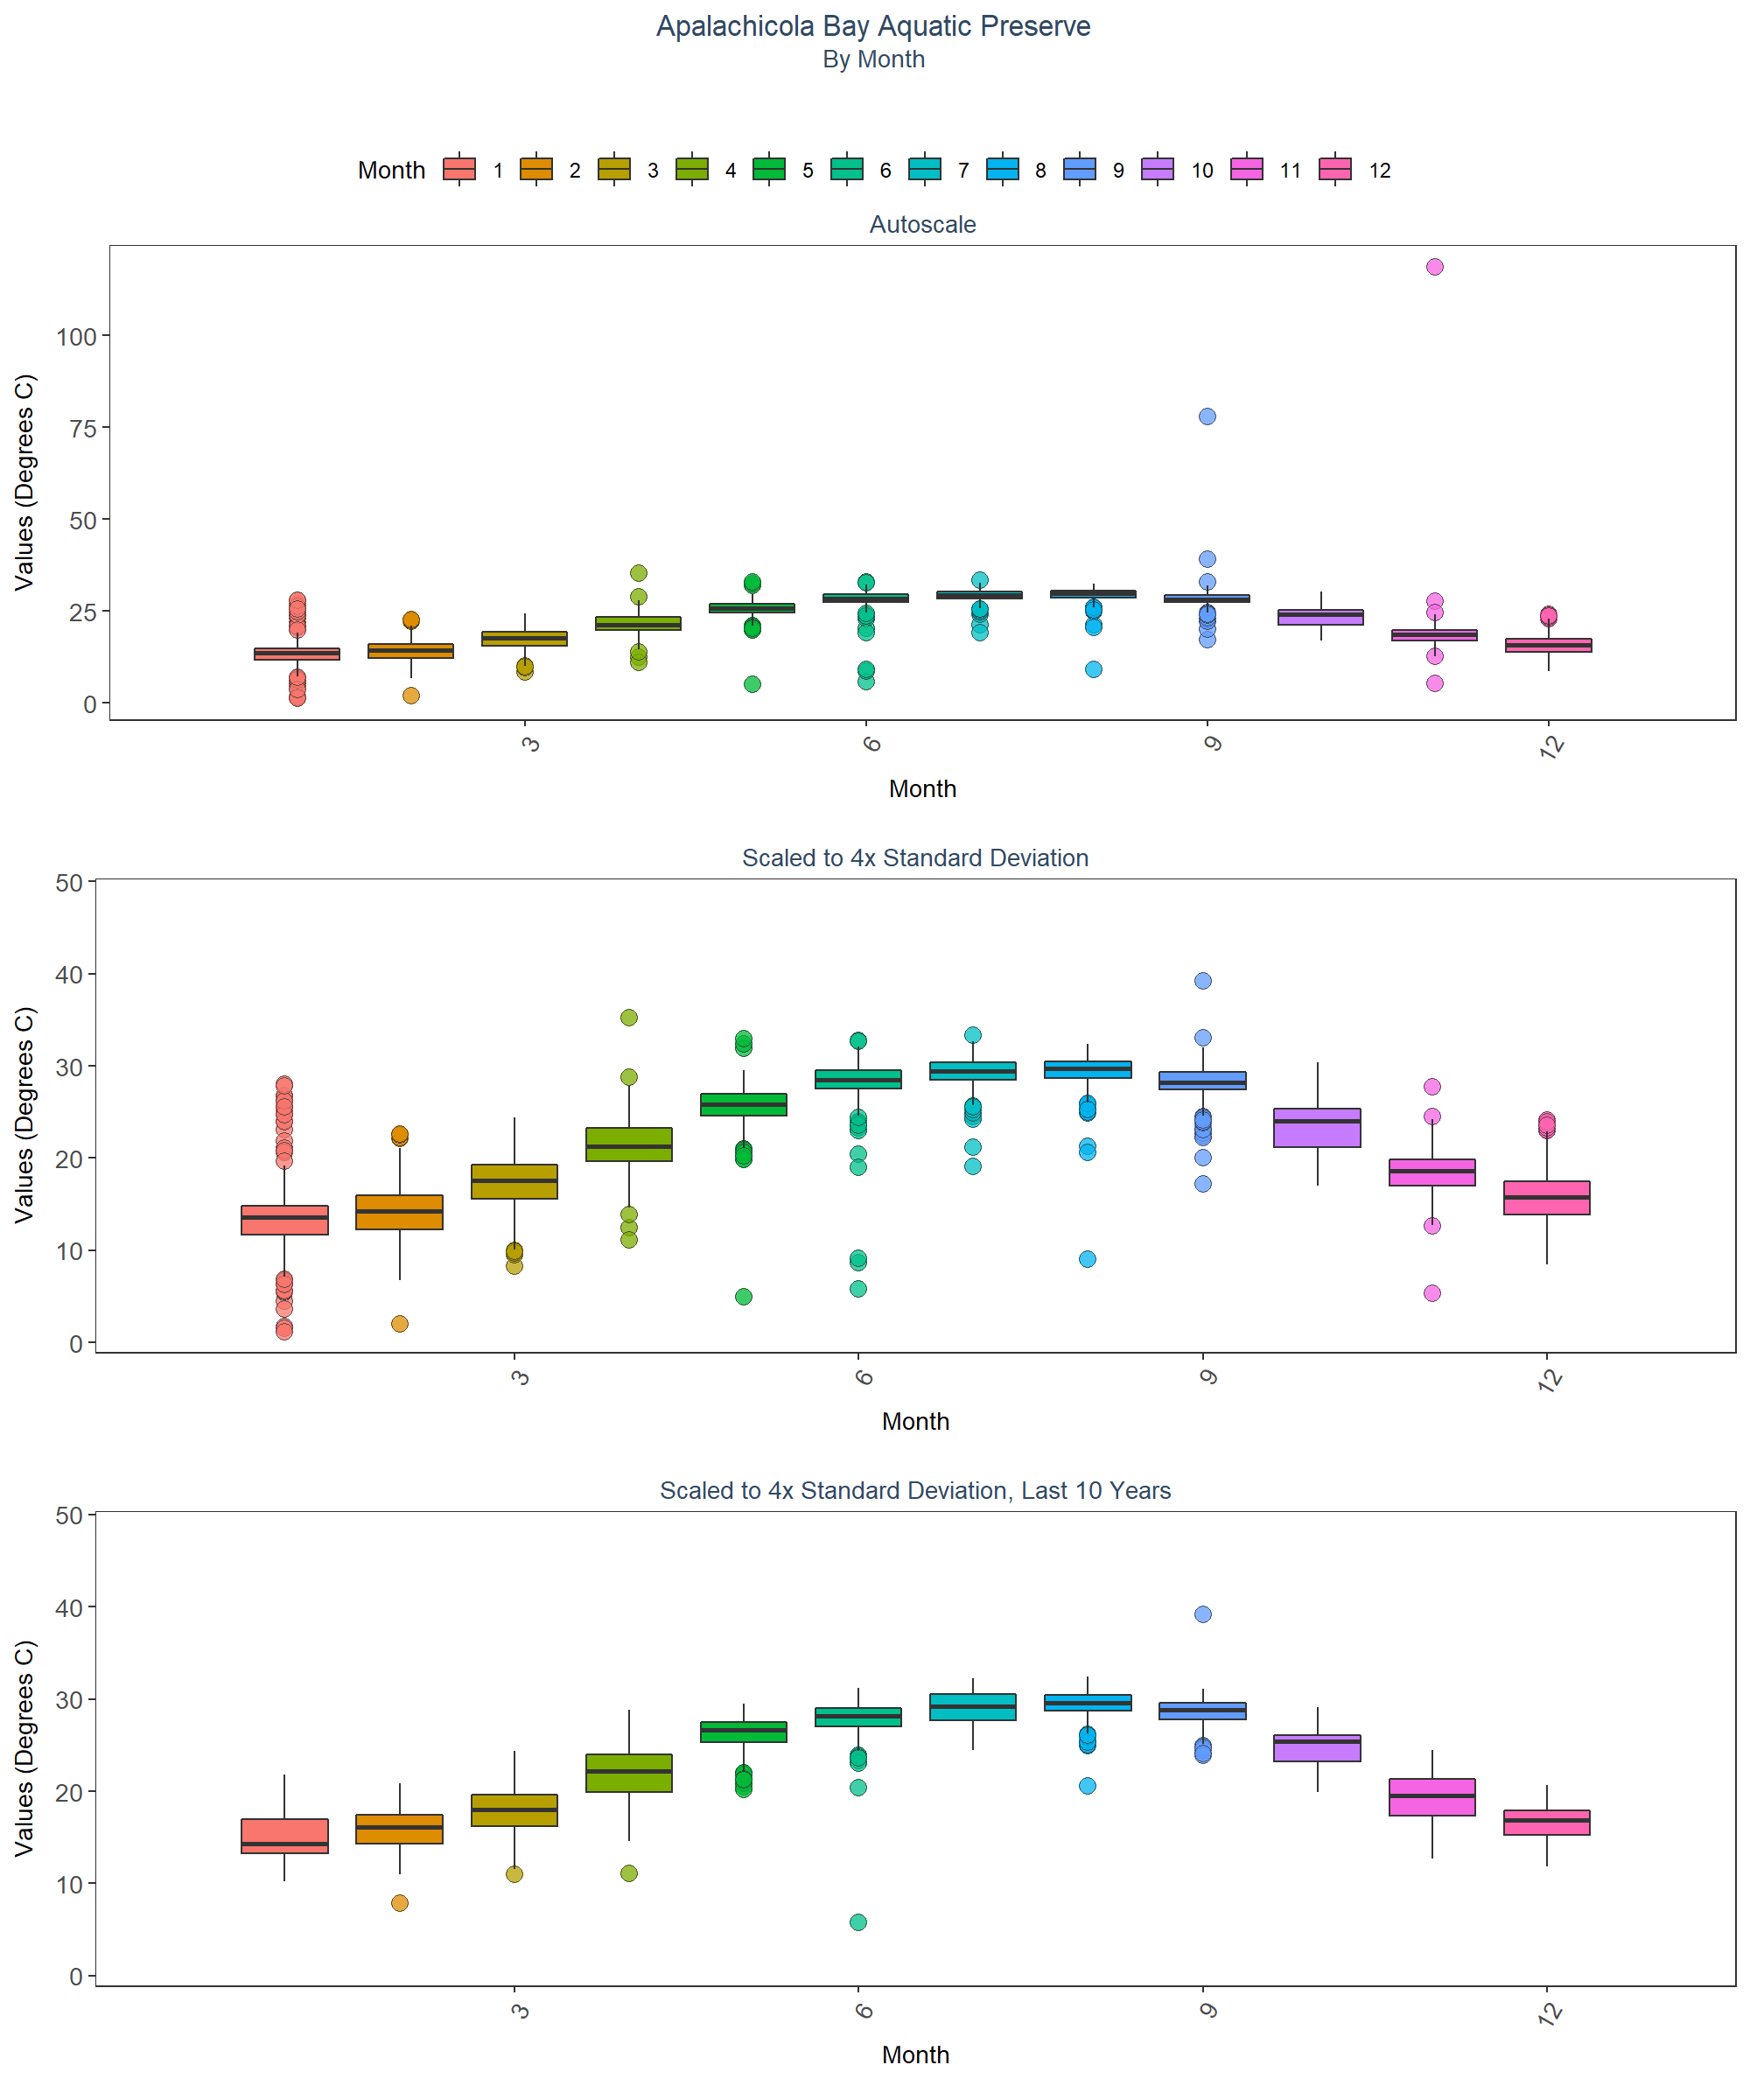 Apalachicola Bay Aquatic Preserve
By Month
Month 1 2 3 4 5 6 7 8 9 10 11 12
Autoscale
100
75
50
25
0
Values (Degrees C)
3 6 9 12
Month
Scaled to 4x Standard Deviation
50
40
30
20
10
0
Values (Degrees C)
3 6 9 12
Month
Scaled to 4x Standard Deviation, Last 10 Years
50
40
30
20
10
0
Values (Degrees C)
3 6 9 12
Month